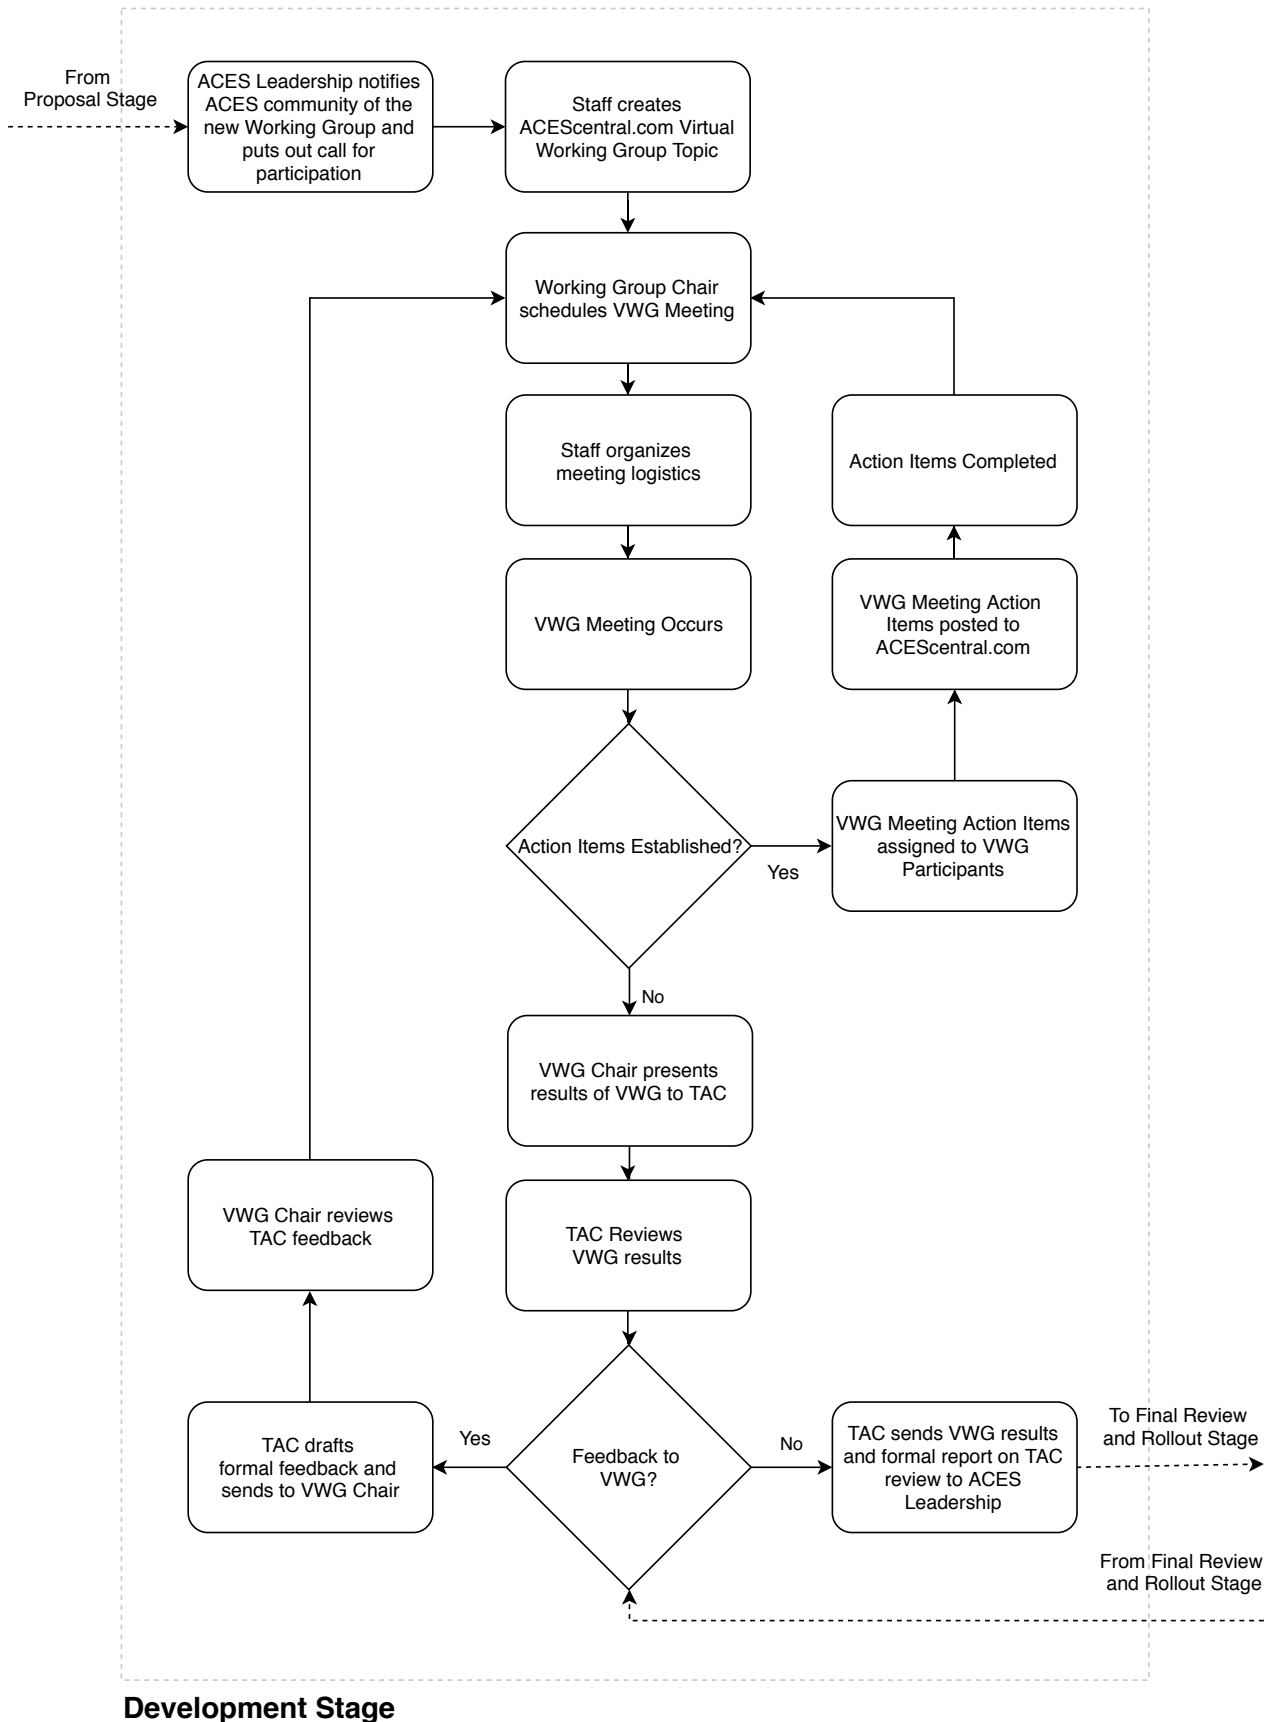 From
Proposal Stage
ACES Leadership notifies
ACES community of the
new Working Group and
puts out call for
participation
Staff creates
ACEScentral.com Virtual
Working Group Topic
Working Group Chair
schedules VWG Meeting
Staff organizes
meeting logistics
Action Items Completed
VWG Meeting Occurs
VWG Meeting Action
Items posted to
ACEScentral.com
Action Items Established?
Yes
VWG Meeting Action Items
assigned to VWG
Participants
No
VWG Chair presents
results of VWG to TAC
VWG Chair reviews
TAC feedback
TAC Reviews
VWG results
TAC drafts
formal feedback and
sends to VWG Chair
Yes
Feedback to
VWG?
No
TAC sends VWG results
and formal report on TAC
review to ACES
Leadership
To Final Review
and Rollout Stage
From Final Review
and Rollout Stage
Development Stage